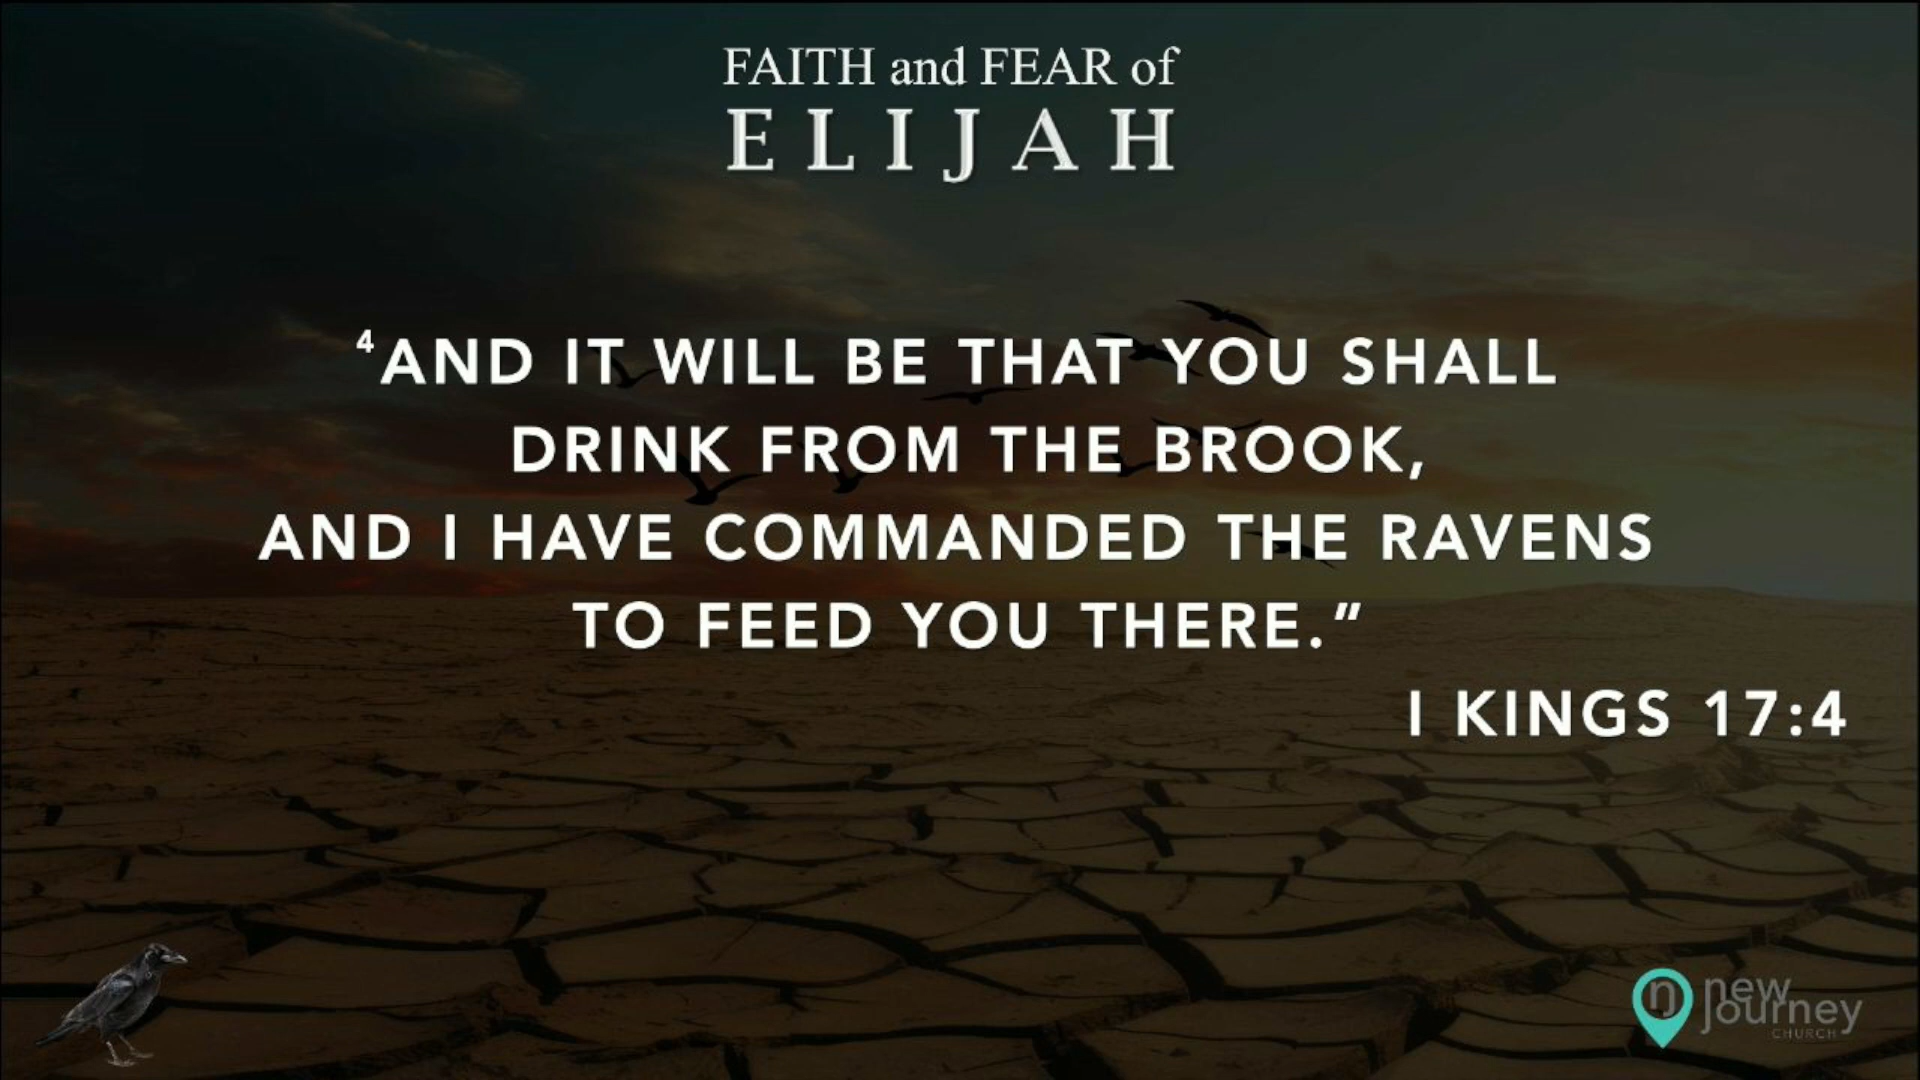 FAITH and FEAR of
ELIJAH
⁴AND IT WILL BE THAT YOU SHALL
DRINK FROM THE BROOK,
AND I HAVE COMMANDED THE RAVENS
TO FEED YOU THERE.”
I KINGS 17:4
n new
Journey
CHURCH